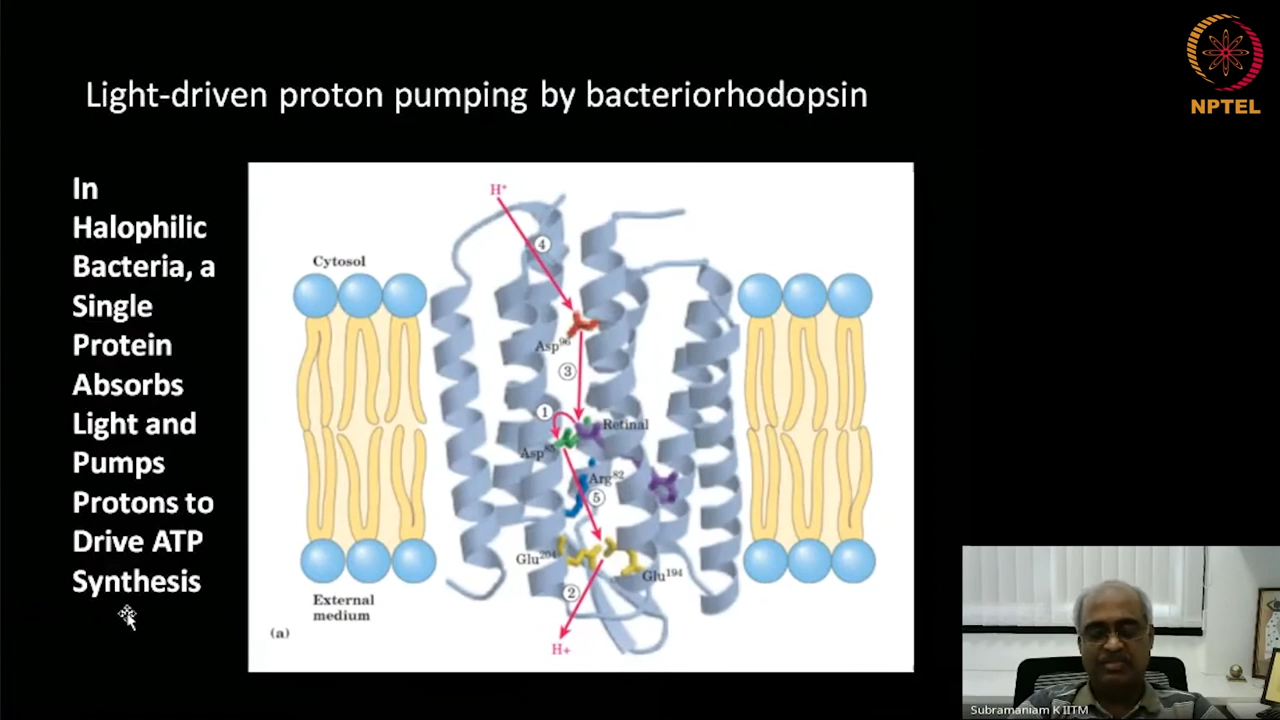 Light-driven proton pumping by bacteriorhodopsin
NPTEL
In
Halophilic
Bacteria, a
Single
Protein
Absorbs
Light and
Pumps
Protons to
Drive ATP
Synthesis
H⁺
4
Cytosol
Asp⁹⁶
3
1
Retinal
Asp⁸⁵
Arg⁸²
5
Glu²⁰⁴
Glu¹⁹⁴
2
External
medium
(a)
H+
Subramaniam K IITM